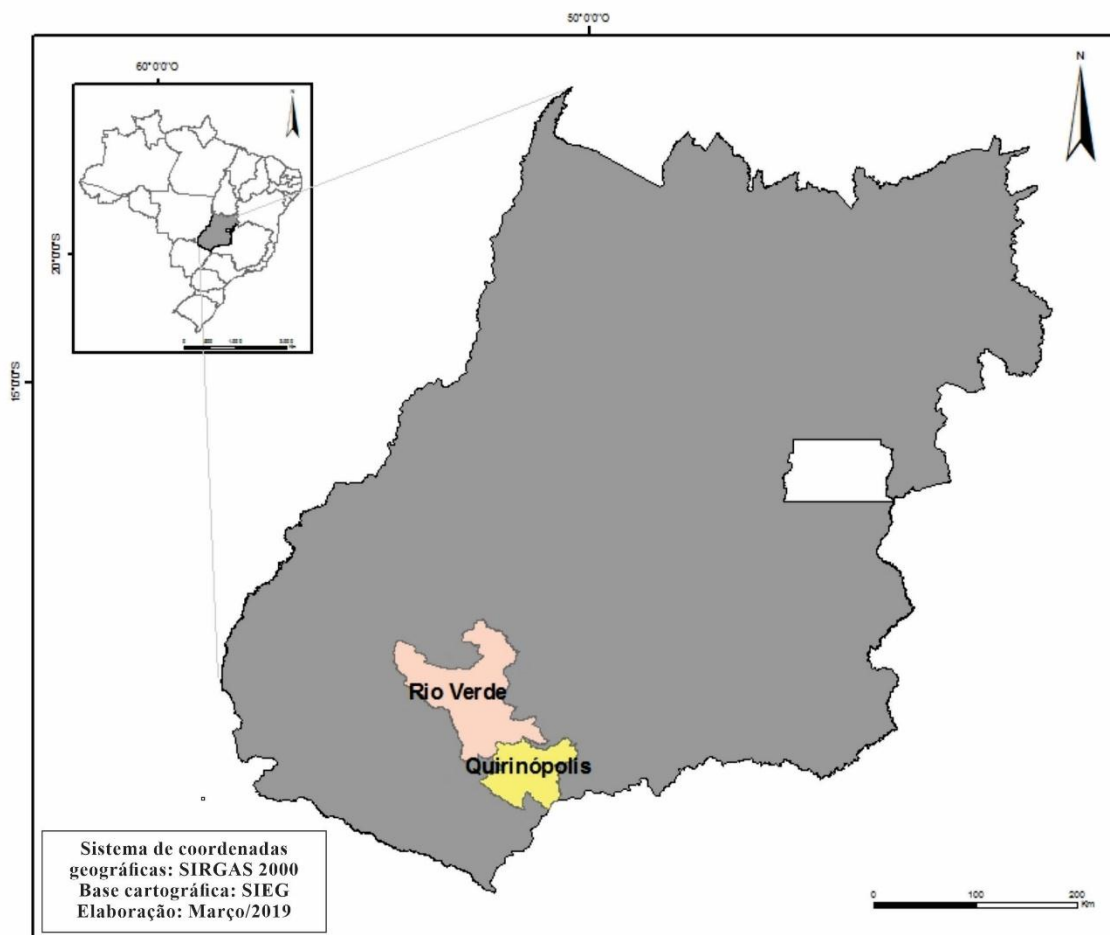 50°0'0"O
60°0'0"O
N
N
20°0'0"S
15°0'0"S
Rio Verde
Quirinópolis
Sistema de coordenadas
geográficas: SIRGAS 2000
Base cartográfica: SIEG
Elaboração: Março/2019
0 100 200
Km